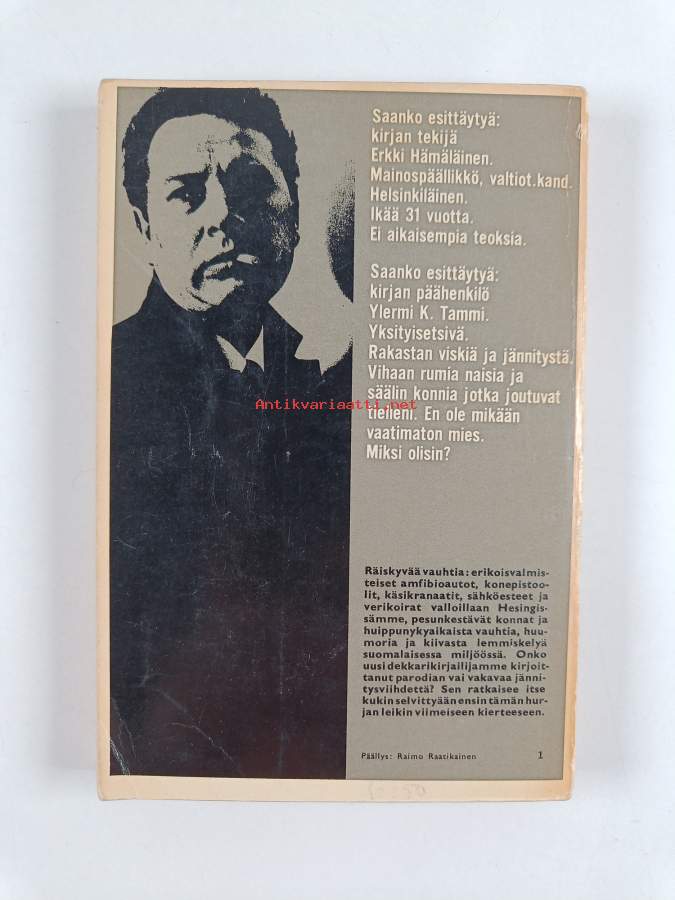 Saanko esittäytyä:
kirjan tekijä
Erkki Hämäläinen.
Mainospäällikkö, valtiot.kand.
Helsinkiläinen.
Ikää 31 vuotta.
Ei aikaisempia teoksia.
Saanko esittäytyä:
kirjan päähenkilö
Ylermi K. Tammi.
Yksityisetsivä.
Rakastan viskiä ja jännitystä.
Vihaan rumia naisia ja
säälin konnia jotka joutuvat
Antikvariaatti.net
tielleni. En ole mikään
vaatimaton mies.
Miksi olisin?
Räiskyvää vauhtia: erikoisvalmis-
teiset amfibioautot, konepistoo-
lit, käsikranaatit, sähköesteet ja
verikoirat valloillaan Hesingis-
sämme, pesunkestävät konnat ja
huippunykyaikaista vauhtia, huu-
moria ja kiivasta lemmiskelyä
suomalaisessa miljöössä. Onko
uusi dekkarikirjailijamme kirjoit-
tanut parodian vai vakavaa jänni-
tysviihdettä? Sen ratkaisee itse
kukin selvittyään ensin tämän hur-
jan leikin viimeiseen kierteeseen.
Päällys: Raimo Raatikainen 1